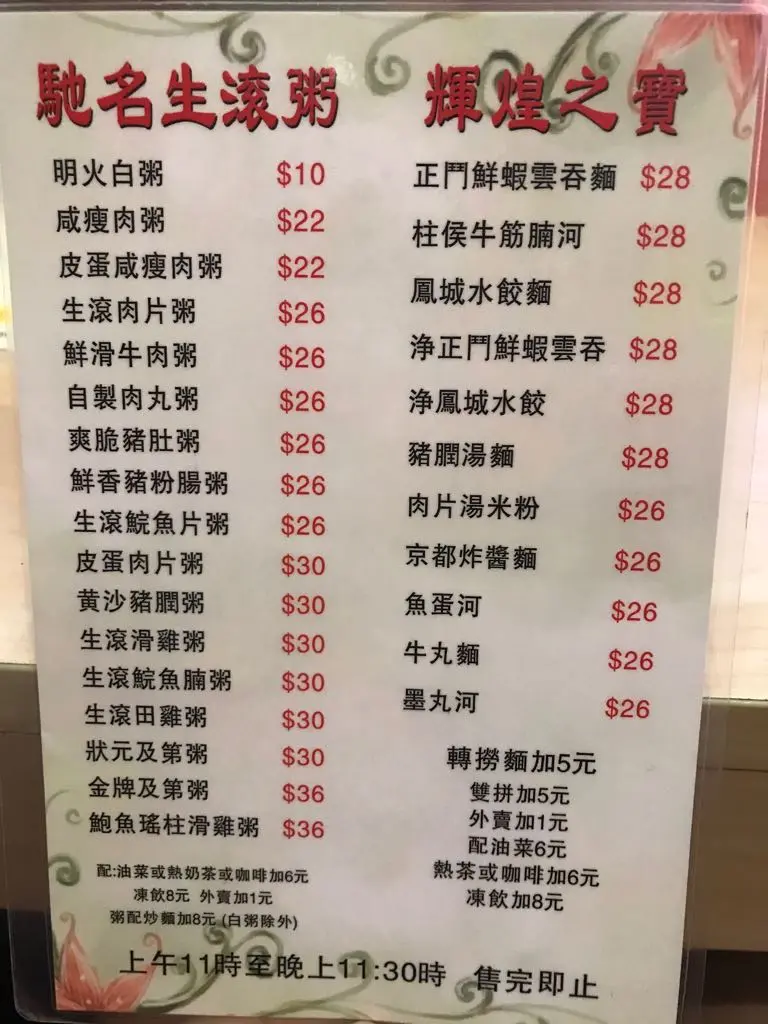 馳名生滾粥
明火白粥 $10
咸瘦肉粥 $22
皮蛋咸瘦肉粥 $22
生滾肉片粥 $26
鮮滑牛肉粥 $26
自製肉丸粥 $26
爽脆豬肚粥 $26
鮮香豬粉腸粥 $26
生滾鯇魚片粥 $26
皮蛋肉片粥 $30
黃沙豬膶粥 $30
生滾滑雞粥 $30
生滾鯇魚腩粥 $30
生滾田雞粥 $30
狀元及第粥 $30
金牌及第粥 $36
鮑魚瑤柱滑雞粥 $36
配:油菜或熱奶茶或咖啡加6元
凍飲8元 外賣加1元
粥配炒麵加8元 (白粥除外)
輝煌之寶
正鬥鮮蝦雲吞麵 $28
柱侯牛筋腩河 $28
鳳城水餃麵 $28
淨正鬥鮮蝦雲吞 $28
淨鳳城水餃 $28
豬膶湯麵 $28
肉片湯米粉 $26
京都炸醬麵 $26
魚蛋河 $26
牛丸麵 $26
墨丸河 $26
轉撈麵加5元
雙拼加5元
外賣加1元
配油菜6元
熱茶或咖啡加6元
凍飲加8元
上午11時至晚上11:30時 售完即止